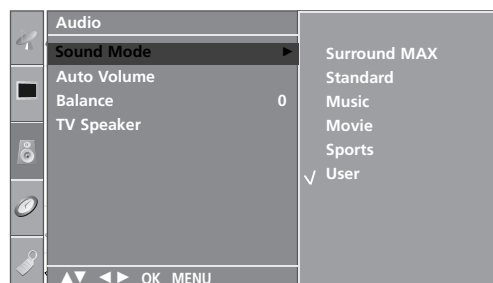 Audio
Sound Mode ►
Auto Volume
Balance 0
TV Speaker
▲▼ ◄► OK MENU
Surround MAX
Standard
Music
Movie
Sports
√ User